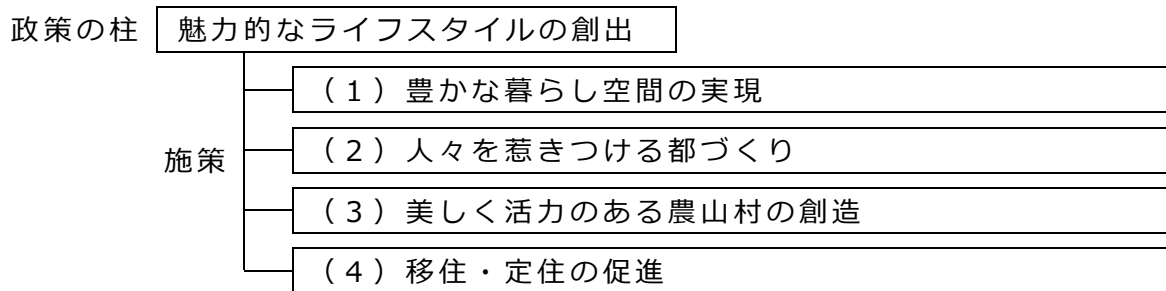 政策の柱 魅力的なライフスタイルの創出
（1）豊かな暮らし空間の実現
（2）人々を惹きつける都づくり
施策
（3）美しく活力のある農山村の創造
（4）移住・定住の促進